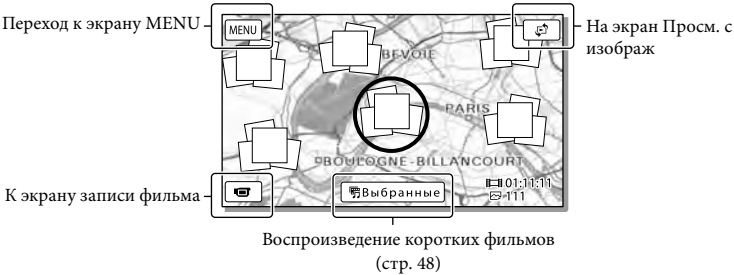 Переход к экрану MENU
MENU
На экран Просм. с
изображ
BEVOIE
PARIS
BOULOGNE-BILLANCOURT
01:11:11
111
К экрану записи фильма
Выбранные
Воспроизведение коротких фильмов
(стр. 48)